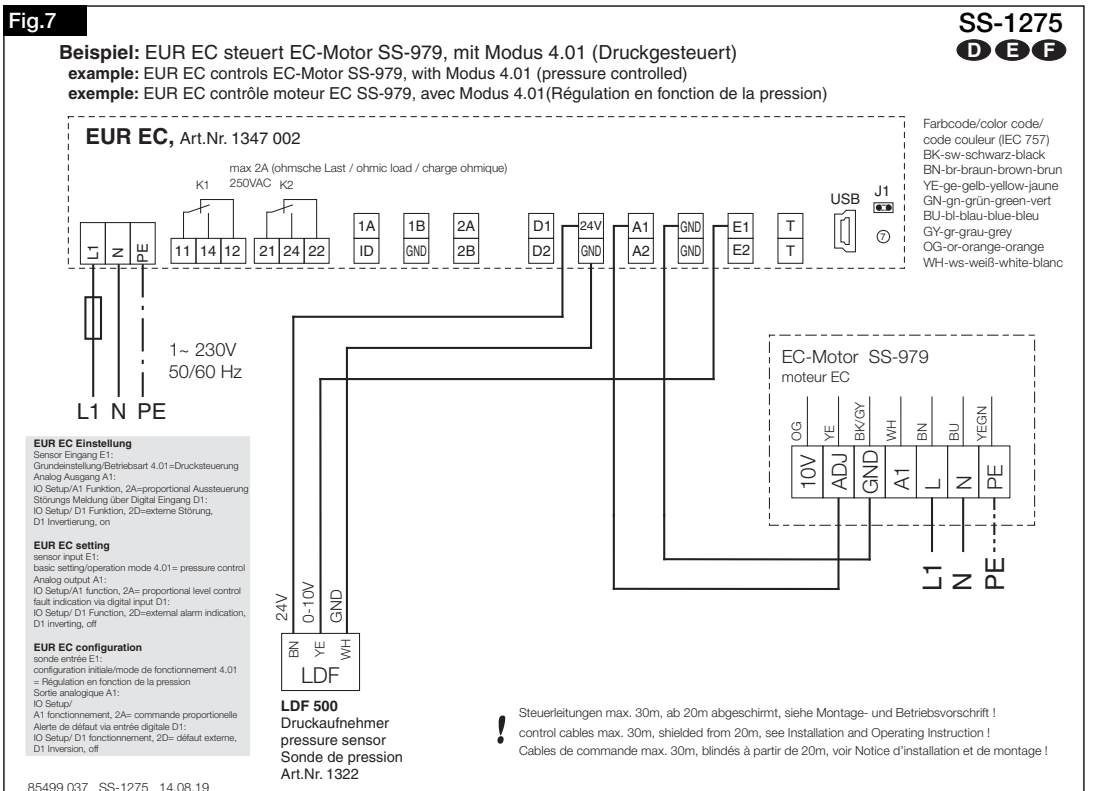 Fig.7
SS-1275
D E F
Beispiel: EUR EC steuert EC-Motor SS-979, mit Modus 4.01 (Druckgesteuert)
example: EUR EC controls EC-Motor SS-979, with Modus 4.01 (pressure controlled)
exemple: EUR EC contrôle moteur EC SS-979, avec Modus 4.01(Régulation en fonction de la pression)
EUR EC, Art.Nr. 1347 002
max 2A (ohmsche Last / ohmic load / charge ohmique)
250VAC
K1
K2
L1 N PE
11 14 12
21 24 22
1A
ID
1B
GND
2A
2B
D1
D2
24V
GND
A1
A2
GND
GND
E1
E2
T
T
USB
J1
7
Farbcode/color code/
code couleur (IEC 757)
BK-sw-schwarz-black
BN-br-braun-brown-brun
YE-ge-gelb-yellow-jaune
GN-gn-grün-green-vert
BU-bl-blau-blue-bleu
GY-gr-grau-grey
OG-or-orange-orange
WH-ws-weiß-white-blanc
1~ 230V
50/60 Hz
L1 N PE
EC-Motor SS-979
moteur EC
OG YE BK/GY WH BN BU YEGN
10V ADJ GND A1 L N PE
L1 N PE
EUR EC Einstellung
Sensor Eingang E1:
Grundeinstellung/Betriebsart 4.01=Drucksteuerung
Analog Ausgang A1:
IO Setup/A1 Funktion, 2A=proportional Aussteuerung
Störungs Meldung über Digital Eingang D1:
IO Setup/ D1 Funktion, 2D=externe Störung,
D1 Invertierung, on
EUR EC setting
sensor input E1:
basic setting/operation mode 4.01= pressure control
Analog output A1:
IO Setup/A1 function, 2A= proportional level control
fault indication via digital input D1:
IO Setup/ D1 Function, 2D=external alarm indication,
D1 inverting, off
EUR EC configuration
sonde entrée E1:
configuration initiale/mode de fonctionnement 4.01
= Régulation en fonction de la pression
Sortie analogique A1:
IO Setup/
A1 fonctionnement, 2A= commande proportionelle
Alerte de défaut via entrée digitale D1:
IO Setup/ D1 fonctionnement, 2D= défaut externe,
D1 Inversion, off
24V
0-10V
GND
BN YE WH
LDF
LDF 500
Druckaufnehmer
pressure sensor
Sonde de pression
Art.Nr. 1322
!
Steuerleitungen max. 30m, ab 20m abgeschirmt, siehe Montage- und Betriebsvorschrift !
control cables max. 30m, shielded from 20m, see Installation and Operating Instruction !
Cables de commande max. 30m, blindés à partir de 20m, voir Notice d'installation et de montage !
85499 037 SS-1275 14.08.19